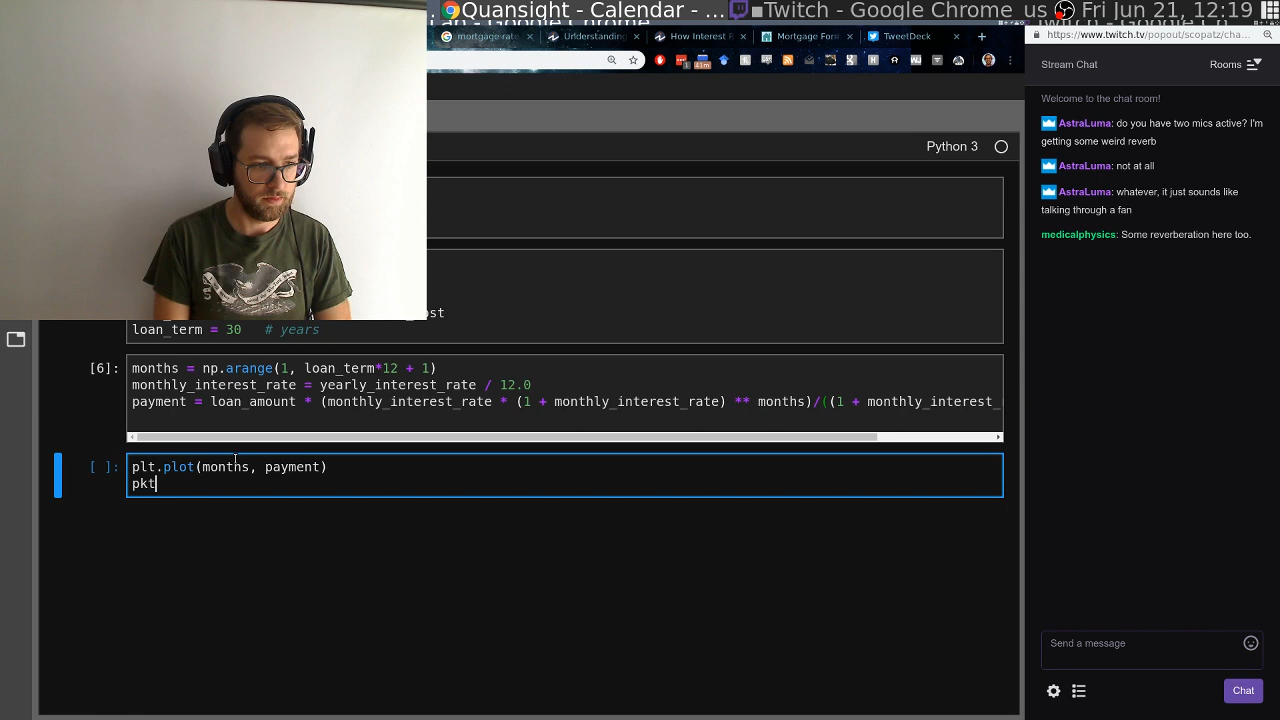 Quansight - Calendar - ...
Twitch - Google Chrome
us
Fri Jun 21, 12:19
mortgage rate
Understanding
How Interest R
Mortgage Form
TweetDeck
https://www.twitch.tv/popout/scopatz/cha...
Stream Chat
Rooms
Python 3
Welcome to the chat room!
AstraLuma: do you have two mics active? I'm
getting some weird reverb
AstraLuma: not at all
AstraLuma: whatever, it just sounds like
talking through a fan
medicalphysics: Some reverberation here too.
loan_term = 30 # years
[6]:
months = np.arange(1, loan_term*12 + 1)
monthly_interest_rate = yearly_interest_rate / 12.0
payment = loan_amount * (monthly_interest_rate * (1 + monthly_interest_rate) ** months)/((1 + monthly_interest_
[ ]:
plt.plot(months, payment)
pkt
Send a message
Chat